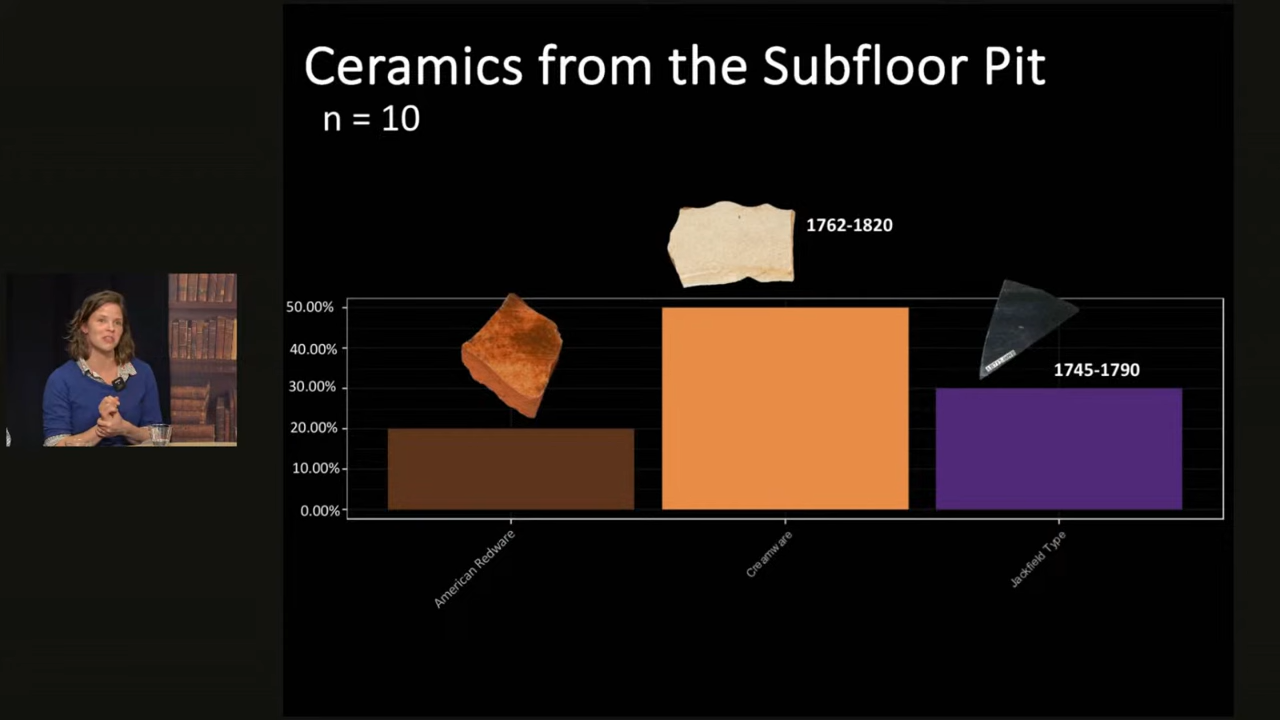 Ceramics from the Subfloor Pit
n = 10
1762-1820
1745-1790
50.00%
40.00%
30.00%
20.00%
10.00%
0.00%
American Redware
Creamware
Jackfield Type